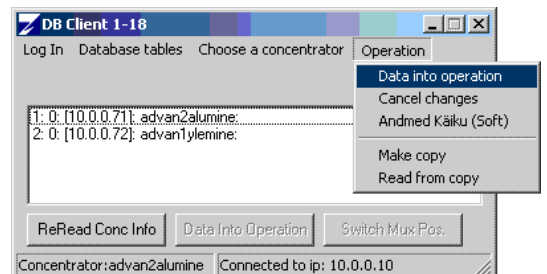 DB Client 1-18
Log In Database tables Choose a concentrator Operation
Data into operation
Cancel changes
Andmed Käiku (Soft)
Make copy
Read from copy
1: 0: [10.0.0.71]: advan2alumine:
2: 0: [10.0.0.72]: advan1ylemine:
ReRead Conc Info Data Into Operation Switch Mux Pos.
Concentrator:advan2alumine Connected to ip: 10.0.0.10